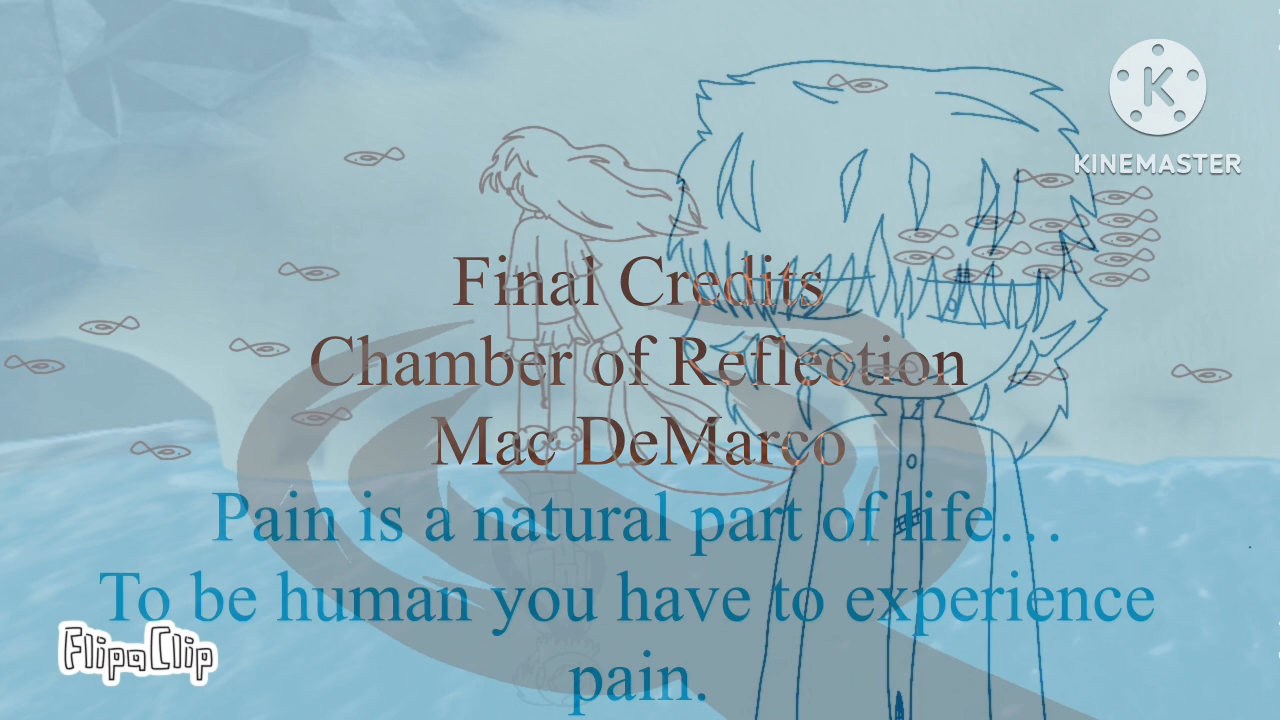 K
KINEMASTER
Final Credits
Chamber of Reflection
Mac DeMarco
Pain is a natural part of life…
To be human you have to experience
pain.
FlipaClip